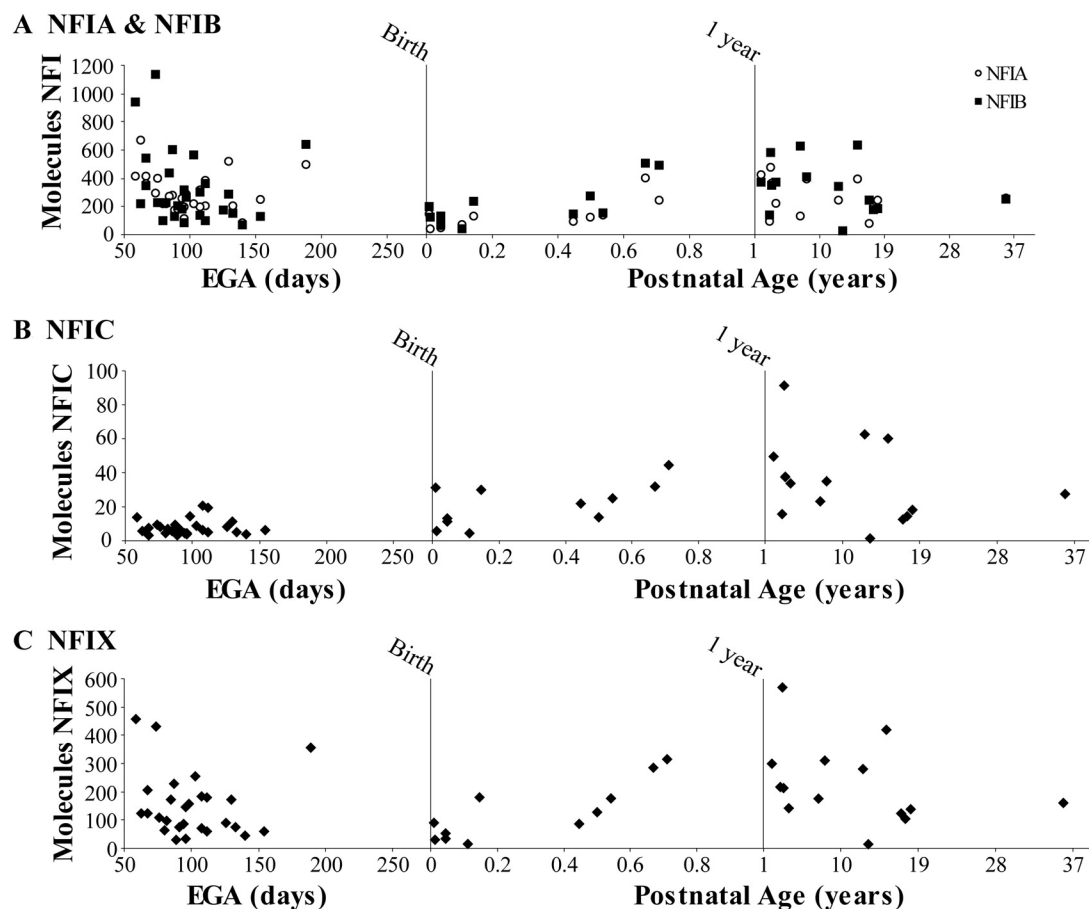 A NFIA & NFIB
Birth
1 year
Molecules NFI
1200
1000
800
600
400
200
0
NFIA
NFIB
50 100 150 200 250 0 0.2 0.4 0.6 0.8 1 10 19 28 37
EGA (days) Postnatal Age (years)
B NFIC
Birth
1 year
Molecules NFIC
100
80
60
40
20
0
50 100 150 200 250 0 0.2 0.4 0.6 0.8 1 10 19 28 37
EGA (days) Postnatal Age (years)
C NFIX
Birth
1 year
Molecules NFIX
600
500
400
300
200
100
0
50 100 150 200 250 0 0.2 0.4 0.6 0.8 1 10 19 28 37
EGA (days) Postnatal Age (years)